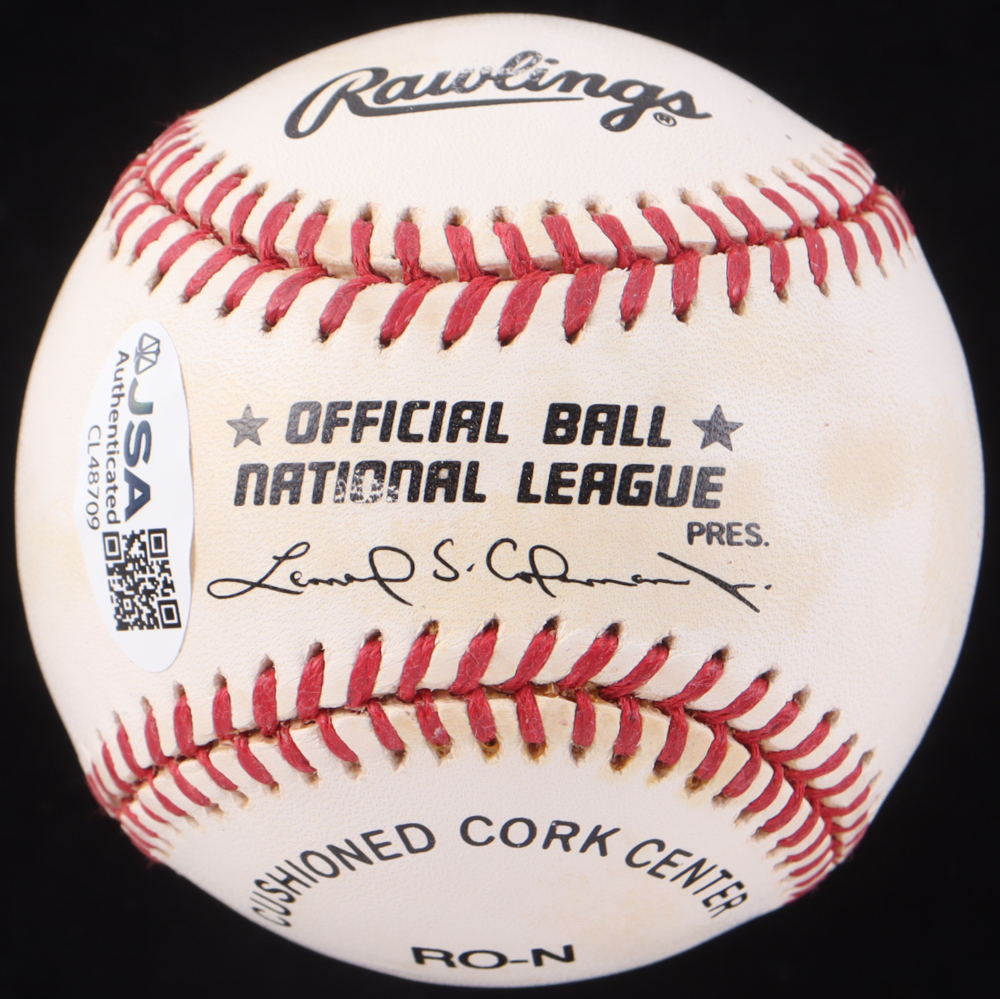 Rawlings®
OFFICIAL BALL
NATIONAL LEAGUE
PRES.
Leonard S. Coleman Jr.
CUSHIONED CORK CENTER
RO-N
JSA
Authenticated
CL48709